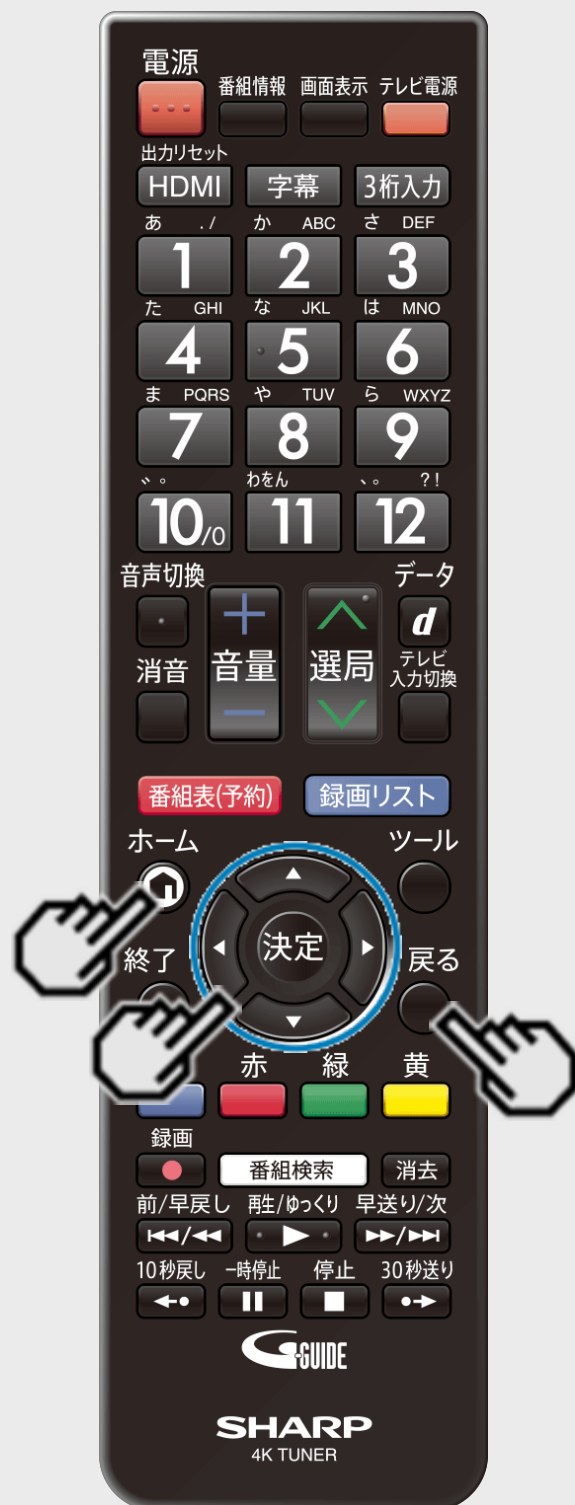 電源
番組情報 画面表示 テレビ電源
出力リセット
HDMI 字幕 3桁入力
あ ./ か ABC さ DEF
1 2 3
た GHI な JKL は MNO
4 5 6
ま PQRS や TUV ら WXYZ
7 8 9
゛゜ わをん 、。 ?!
10/0 11 12
音声切換 データ
d
消音 音量 選局 テレビ
入力切換
番組表(予約) 録画リスト
ホーム ツール
決定
終了 戻る
赤 緑 黄
録画
番組検索 消去
前/早戻し 再生/ゆっくり 早送り/次
10秒戻し 一時停止 停止 30秒送り
G-GUIDE
SHARP
4K TUNER